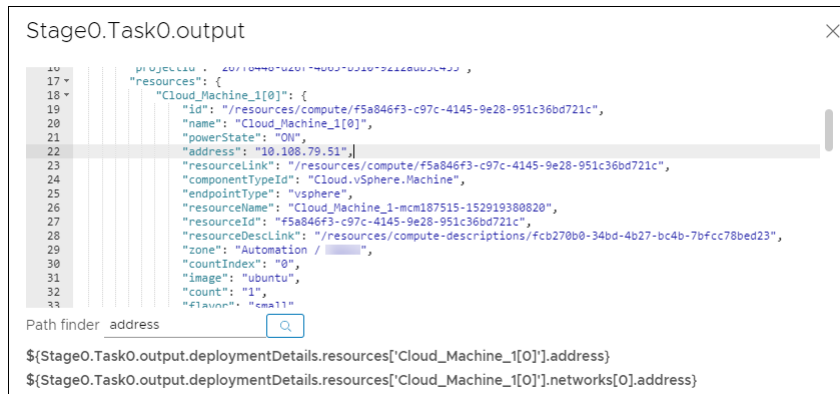 Stage0.Task0.output
17 "resources": {
18 "Cloud_Machine_1[0]": {
19 "id": "/resources/compute/f5a846f3-c97c-4145-9e28-951c36bd721c",
20 "name": "Cloud_Machine_1[0]",
21 "powerState": "ON",
22 "address": "10.108.79.51",
23 "resourceLink": "/resources/compute/f5a846f3-c97c-4145-9e28-951c36bd721c",
24 "componentTypeId": "Cloud.vSphere.Machine",
25 "endpointType": "vsphere",
26 "resourceName": "Cloud_Machine_1-mcm187515-152919380820",
27 "resourceId": "f5a846f3-c97c-4145-9e28-951c36bd721c",
28 "resourceDescLink": "/resources/compute-descriptions/fcb270b0-34bd-4b27-bc4b-7bfcc78bed23",
29 "zone": "Automation / ",
30 "countIndex": "0",
31 "image": "ubuntu",
32 "count": "1",
33 "flavor": "small"
Path finder address
${Stage0.Task0.output.deploymentDetails.resources['Cloud_Machine_1[0]'].address}
${Stage0.Task0.output.deploymentDetails.resources['Cloud_Machine_1[0]'].networks[0].address}